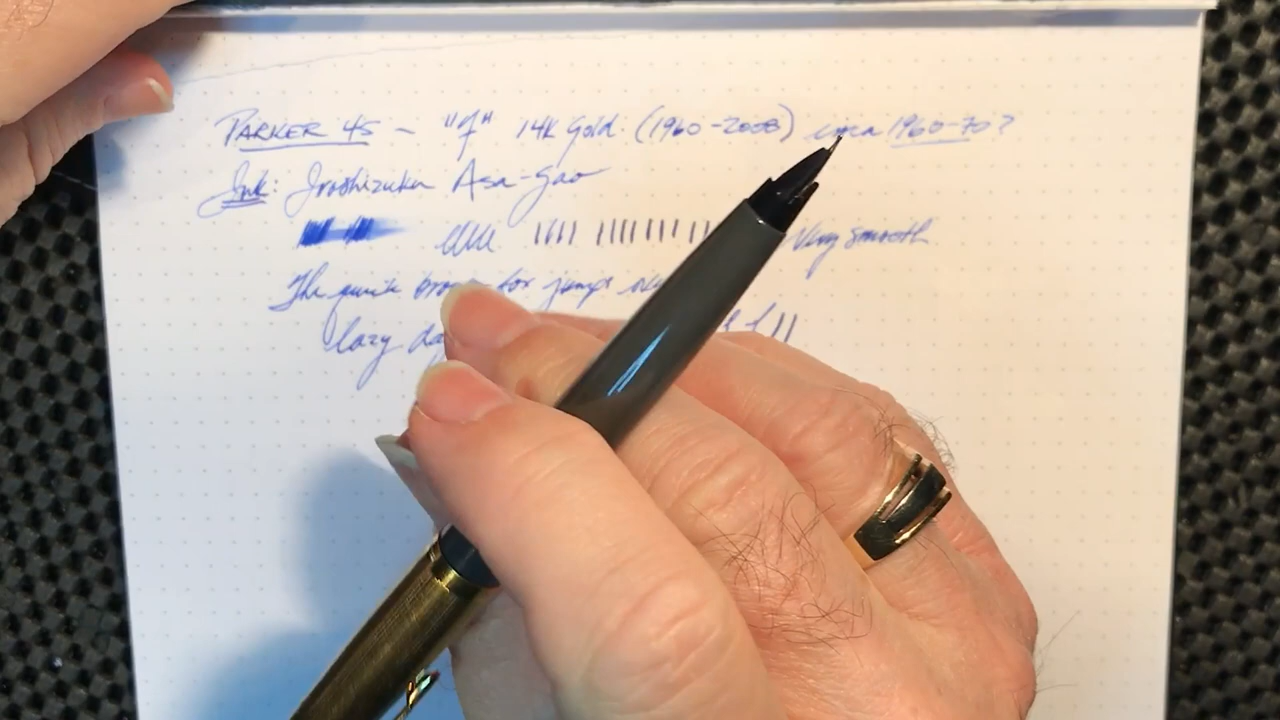 PARKER 45 – "f" 14k Gold. (1960-2008) circa 1960-70?
Ink: Iroshizuku Asa-gao
Very smooth
The quick brown fox jumps
lazy